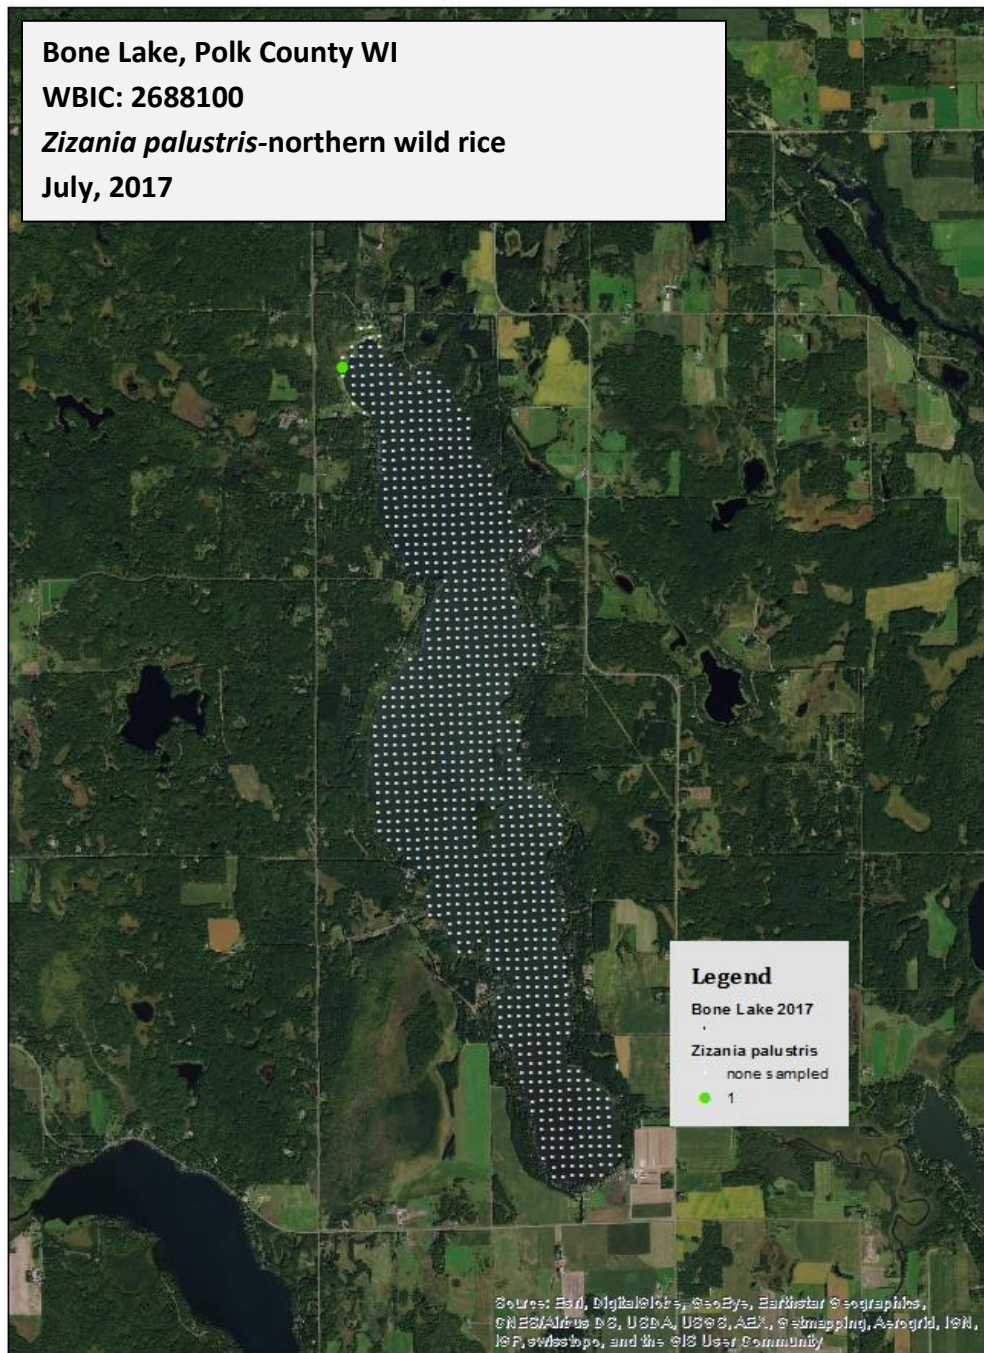 Bone Lake, Polk County WI
WBIC: 2688100
Zizania palustris-northern wild rice
July, 2017
Legend
Bone Lake 2017
Zizania palustris
none sampled
1
Source: Esri, DigitalGlobe, GeoEye, Earthstar Geographics,
CNES/Airbus DS, USDA, USGS, AEX, Getmapping, Aerogrid, IGN,
IGP, swisstopo, and the GIS User Community